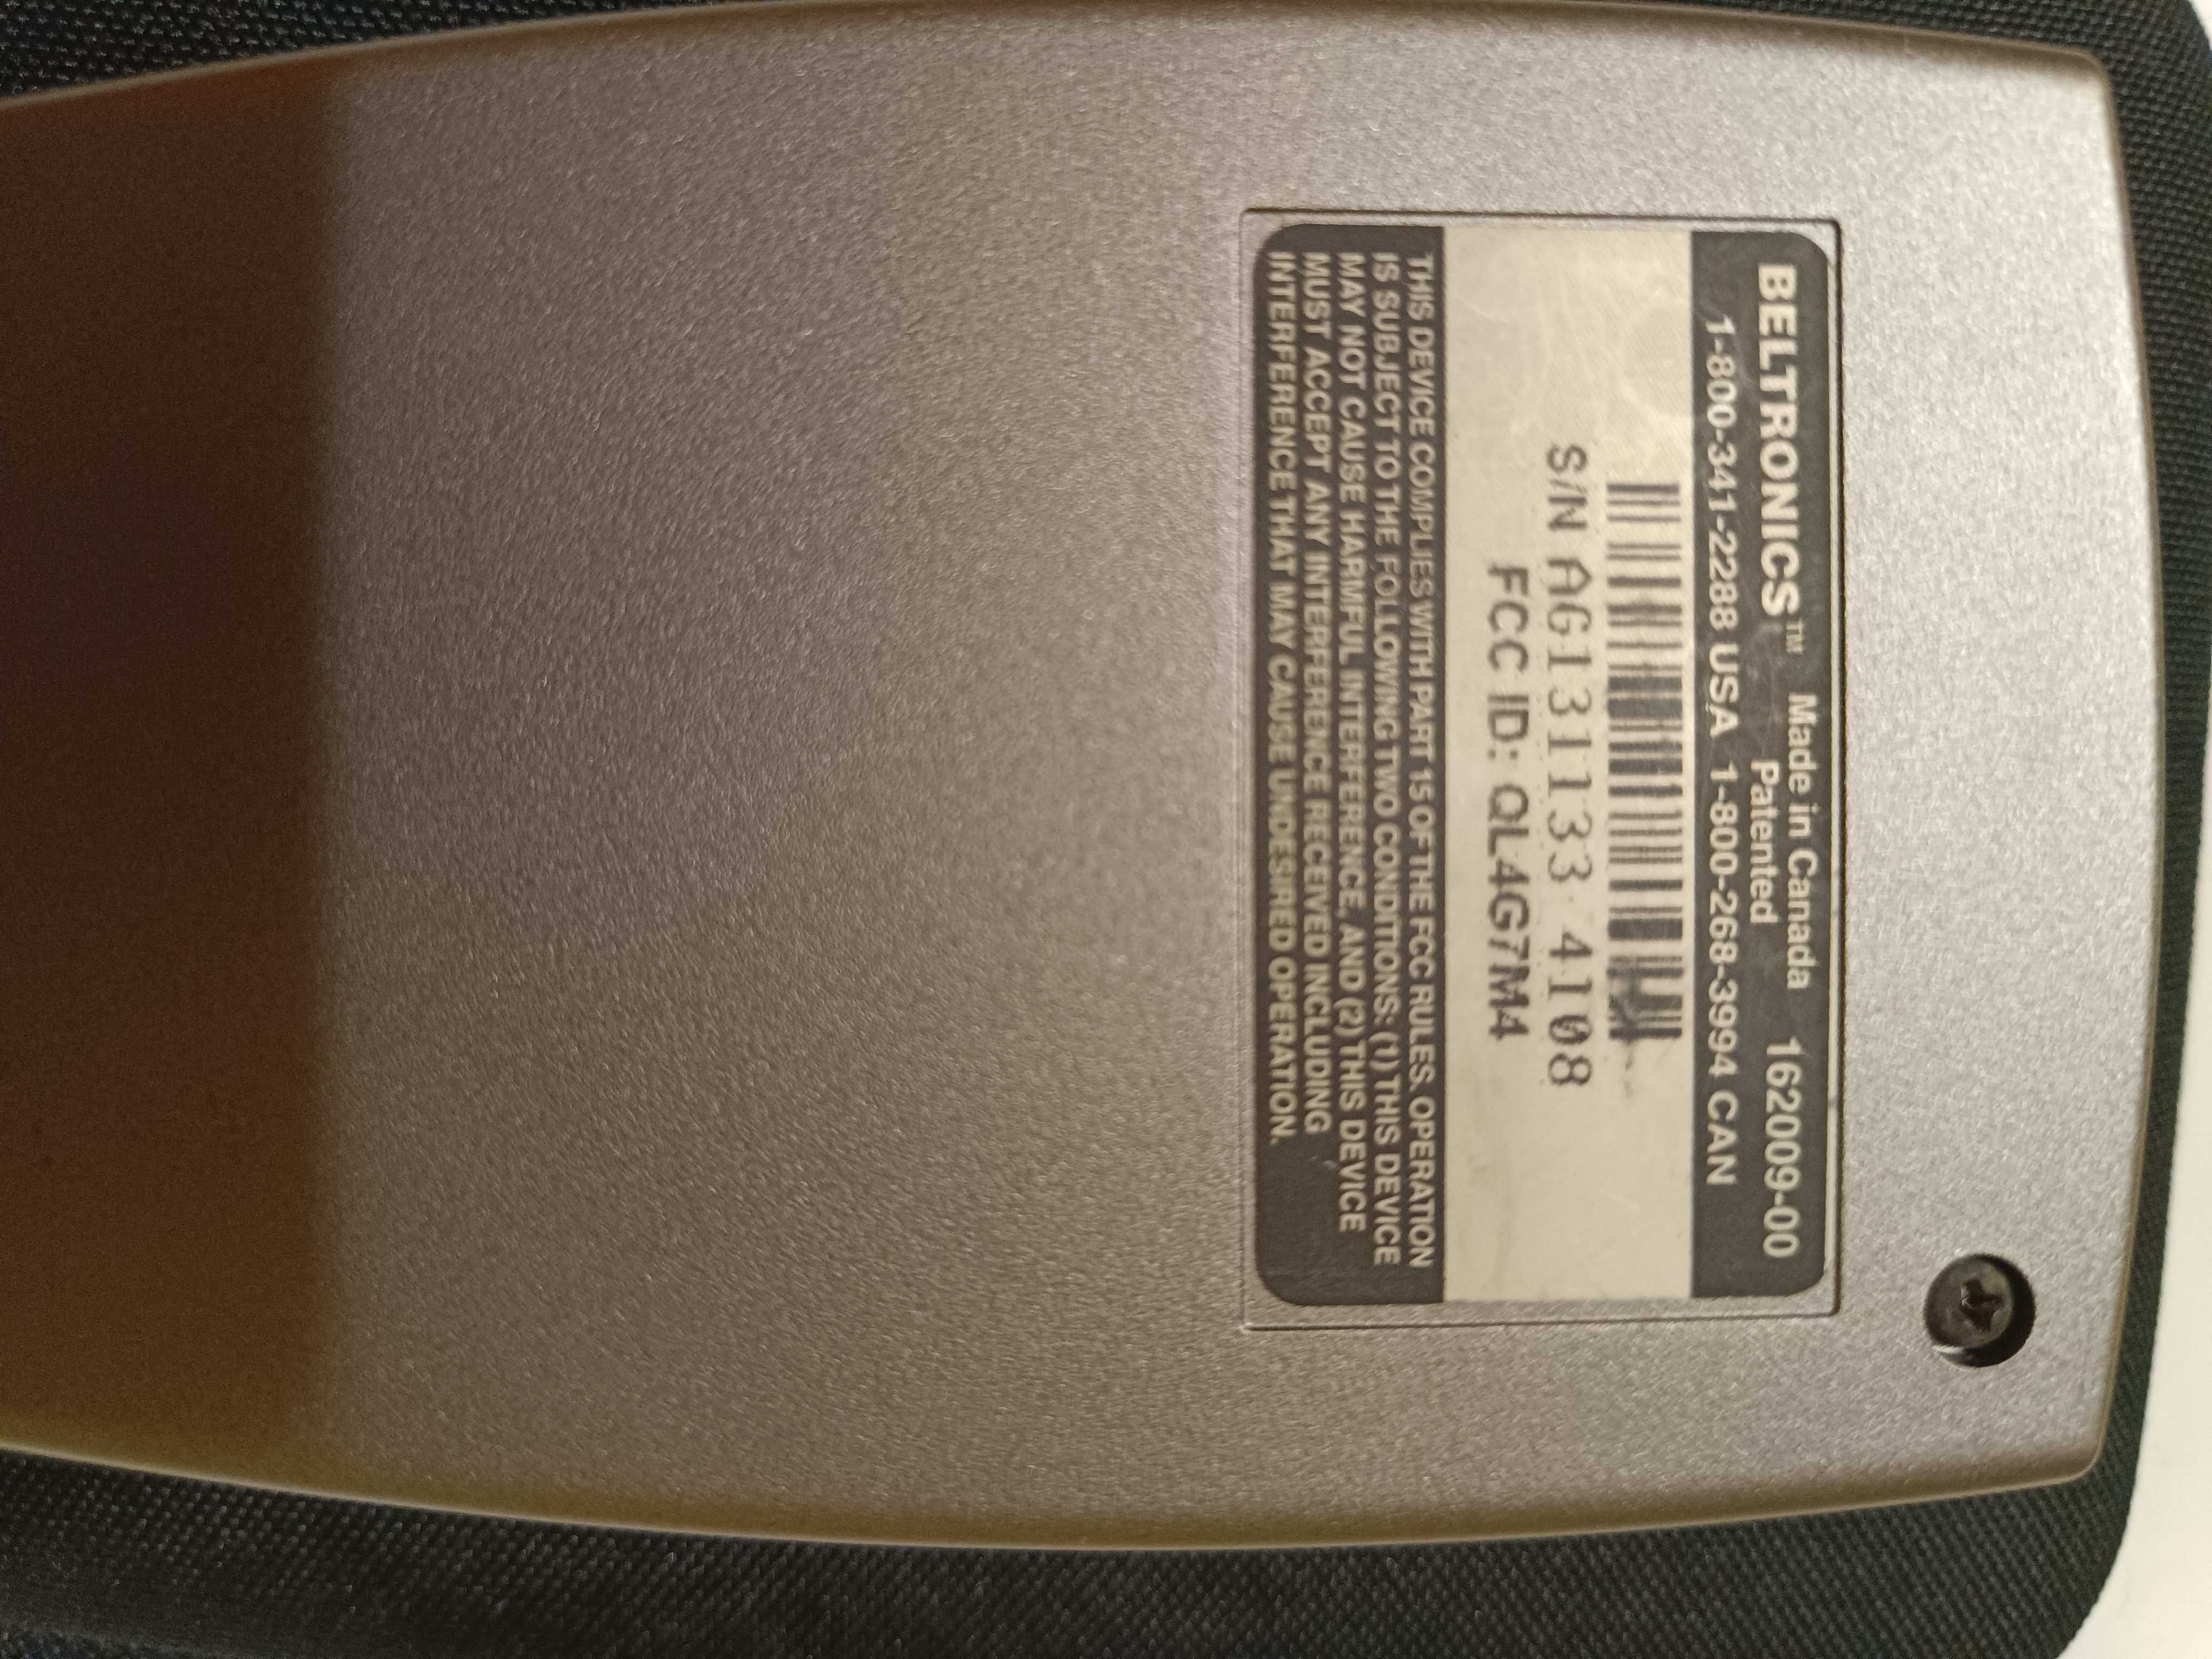 BELTRONICS™ Made in Canada 1620009-00
Patented
1-800-341-2288 USA 1-800-268-3994 CAN
S/N AG131133 4108
FCC ID: QL4G7M4
THIS DEVICE COMPLIES WITH PART 15 OF THE FCC RULES. OPERATION
IS SUBJECT TO THE FOLLOWING TWO CONDITIONS: (1) THIS DEVICE
MAY NOT CAUSE HARMFUL INTERFERENCE, AND (2) THIS DEVICE
MUST ACCEPT ANY INTERFERENCE RECEIVED INCLUDING
INTERFERENCE THAT MAY CAUSE UNDESIRED OPERATION.